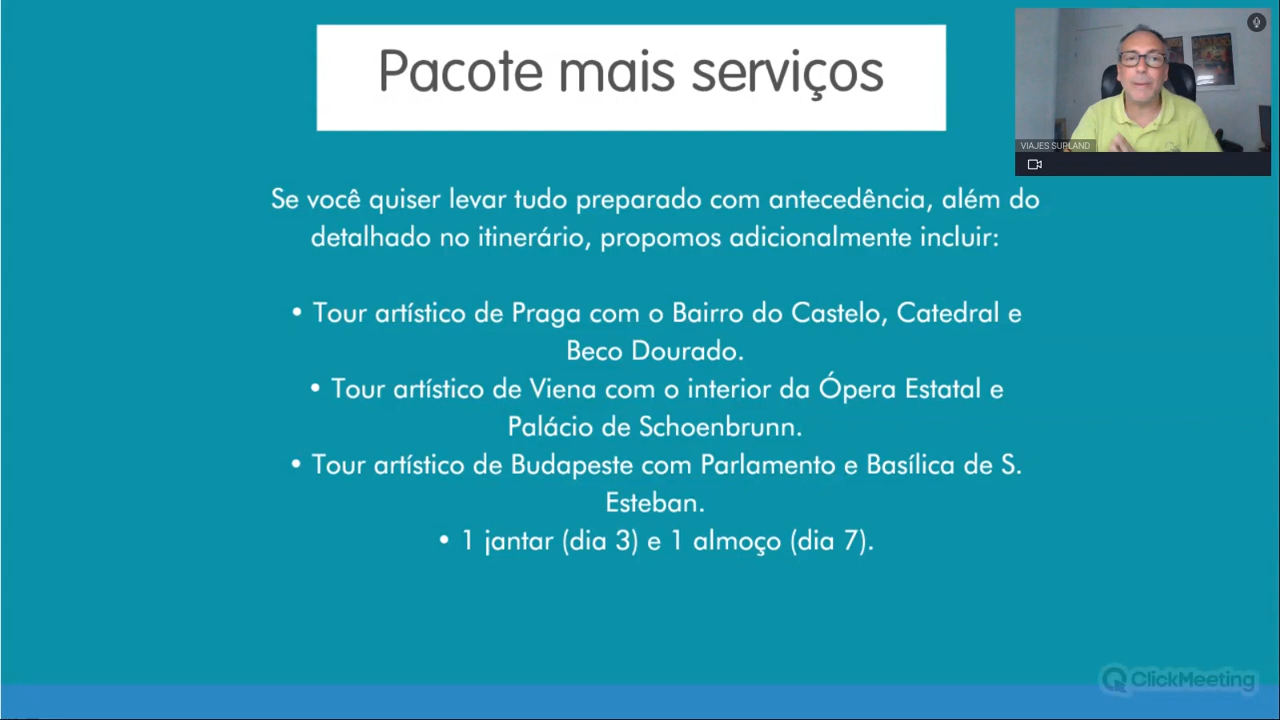 Pacote mais serviços
VIAJES SURLAND
Se você quiser levar tudo preparado com antecedência, além do
detalhado no itinerário, propomos adicionalmente incluir:
• Tour artístico de Praga com o Bairro do Castelo, Catedral e
Beco Dourado.
• Tour artístico de Viena com o interior da Ópera Estatal e
Palácio de Schoenbrunn.
• Tour artístico de Budapeste com Parlamento e Basílica de S.
Esteban.
• 1 jantar (dia 3) e 1 almoço (dia 7).
ClickMeeting